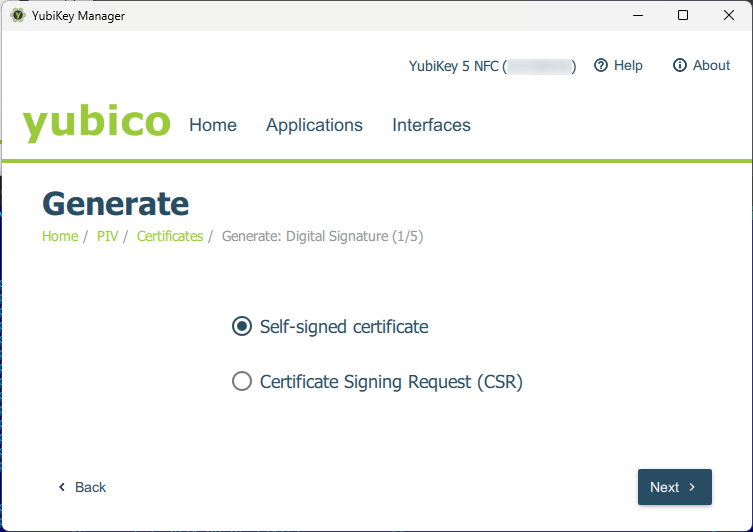 YubiKey Manager
YubiKey 5 NFC ( ) Help About
yubico Home Applications Interfaces
Generate
Home / PIV / Certificates / Generate: Digital Signature (1/5)
Self-signed certificate
Certificate Signing Request (CSR)
Back Next